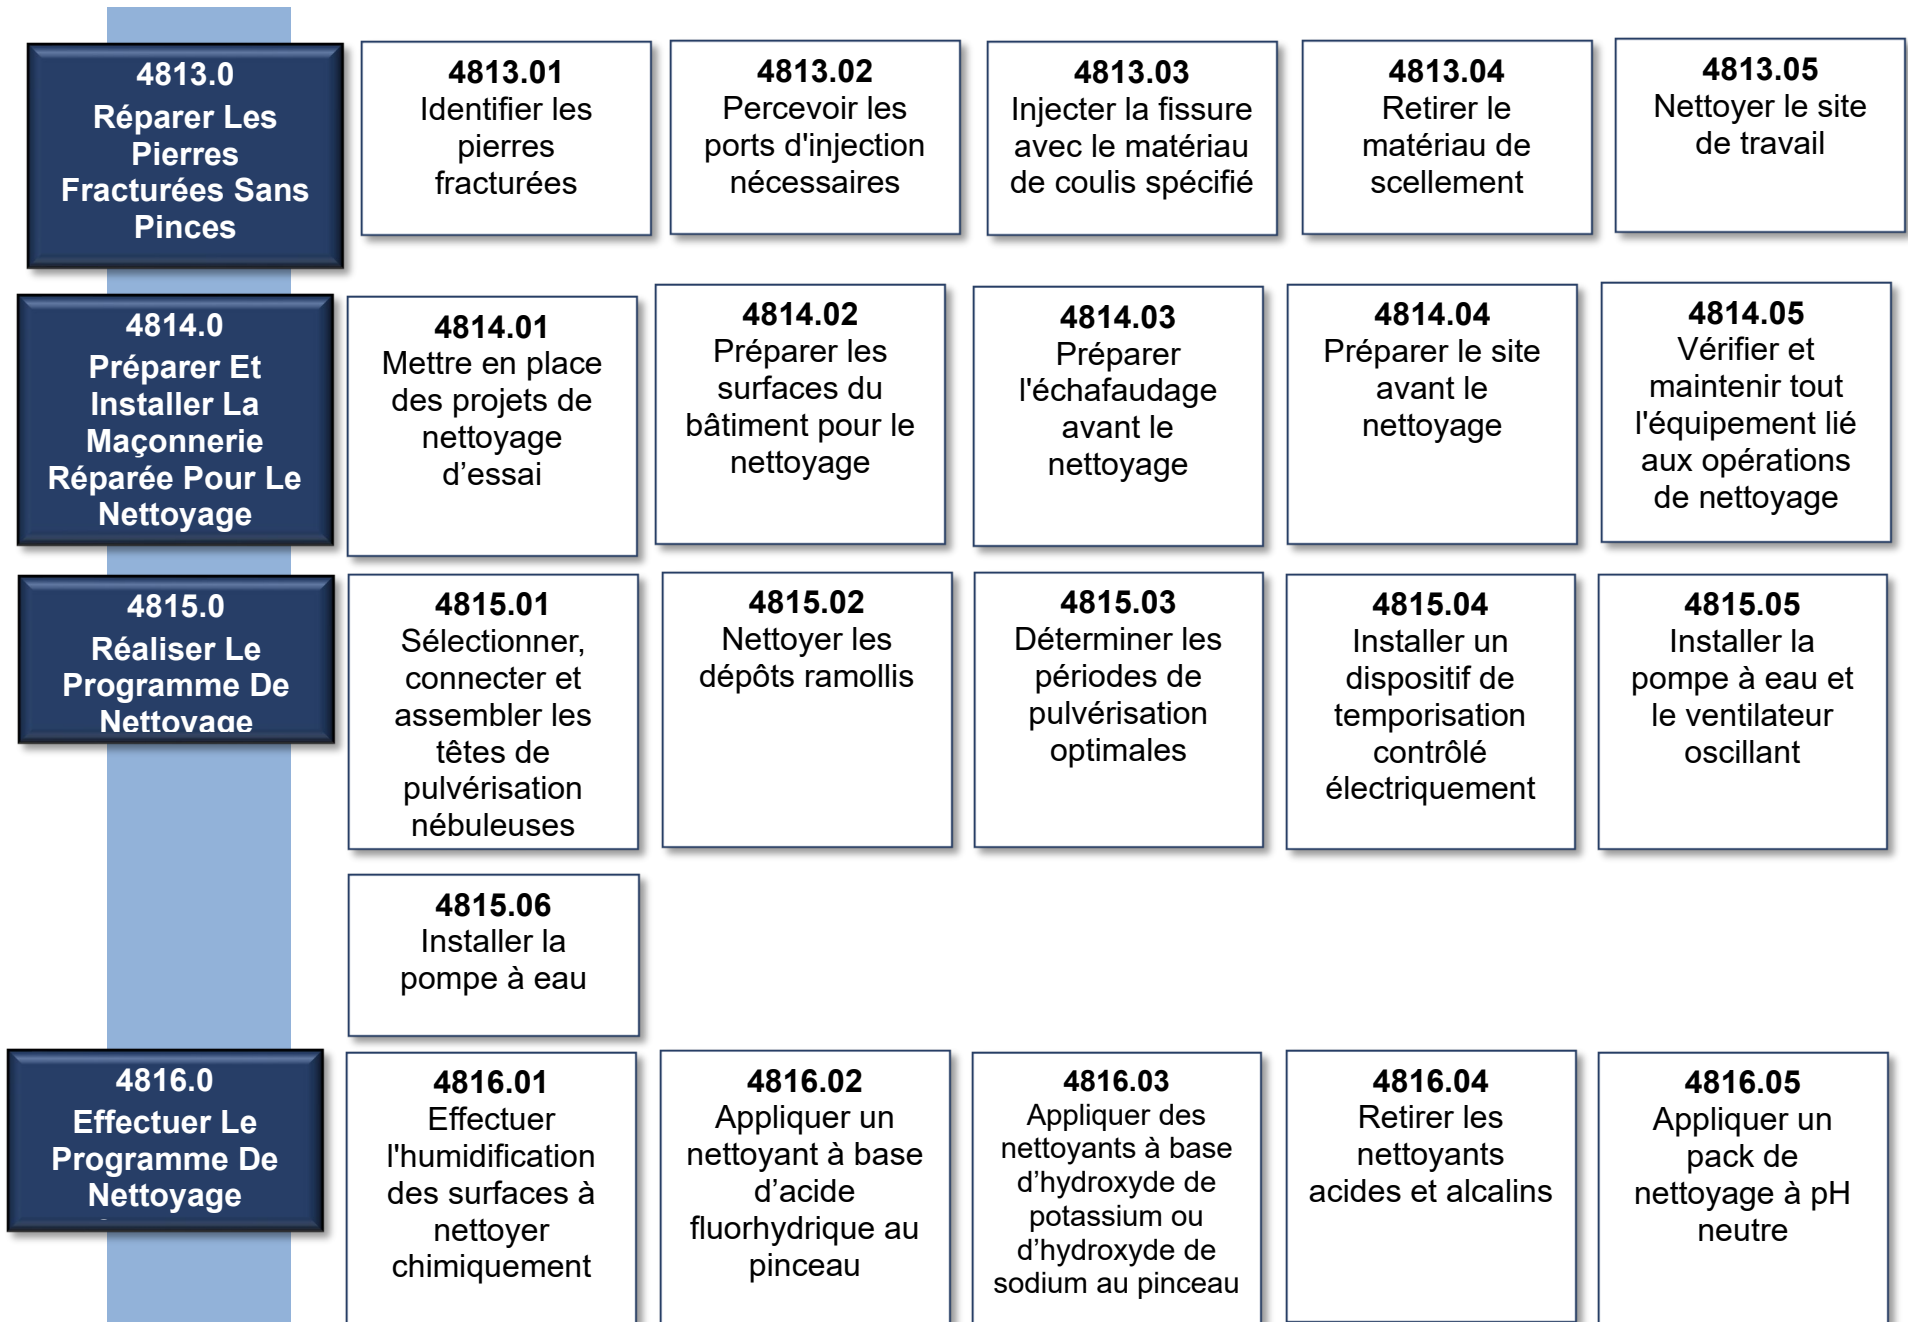 4813.0
Réparer Les
Pierres
Fracturées Sans
Pinces
4813.01
Identifier les
pierres
fracturées
4813.02
Percevoir les
ports d'injection
nécessaires
4813.03
Injecter la fissure
avec le matériau
de coulis spécifié
4813.04
Retirer le
matériau de
scellement
4813.05
Nettoyer le site
de travail
4814.0
Préparer Et
Installer La
Maçonnerie
Réparée Pour Le
Nettoyage
4814.01
Mettre en place
des projets de
nettoyage
d’essai
4814.02
Préparer les
surfaces du
bâtiment pour le
nettoyage
4814.03
Préparer
l'échafaudage
avant le
nettoyage
4814.04
Préparer le site
avant le
nettoyage
4814.05
Vérifier et
maintenir tout
l'équipement lié
aux opérations
de nettoyage
4815.0
Réaliser Le
Programme De
Nettoyage
4815.01
Sélectionner,
connecter et
assembler les
têtes de
pulvérisation
nébuleuses
4815.02
Nettoyer les
dépôts ramollis
4815.03
Déterminer les
périodes de
pulvérisation
optimales
4815.04
Installer un
dispositif de
temporisation
contrôlé
électriquement
4815.05
Installer la
pompe à eau et
le ventilateur
oscillant
4815.06
Installer la
pompe à eau
4816.0
Effectuer Le
Programme De
Nettoyage
4816.01
Effectuer
l'humidification
des surfaces à
nettoyer
chimiquement
4816.02
Appliquer un
nettoyant à base
d’acide
fluorhydrique au
pinceau
4816.03
Appliquer des
nettoyants à base
d’hydroxyde de
potassium ou
d’hydroxyde de
sodium au pinceau
4816.04
Retirer les
nettoyants
acides et alcalins
4816.05
Appliquer un
pack de
nettoyage à pH
neutre